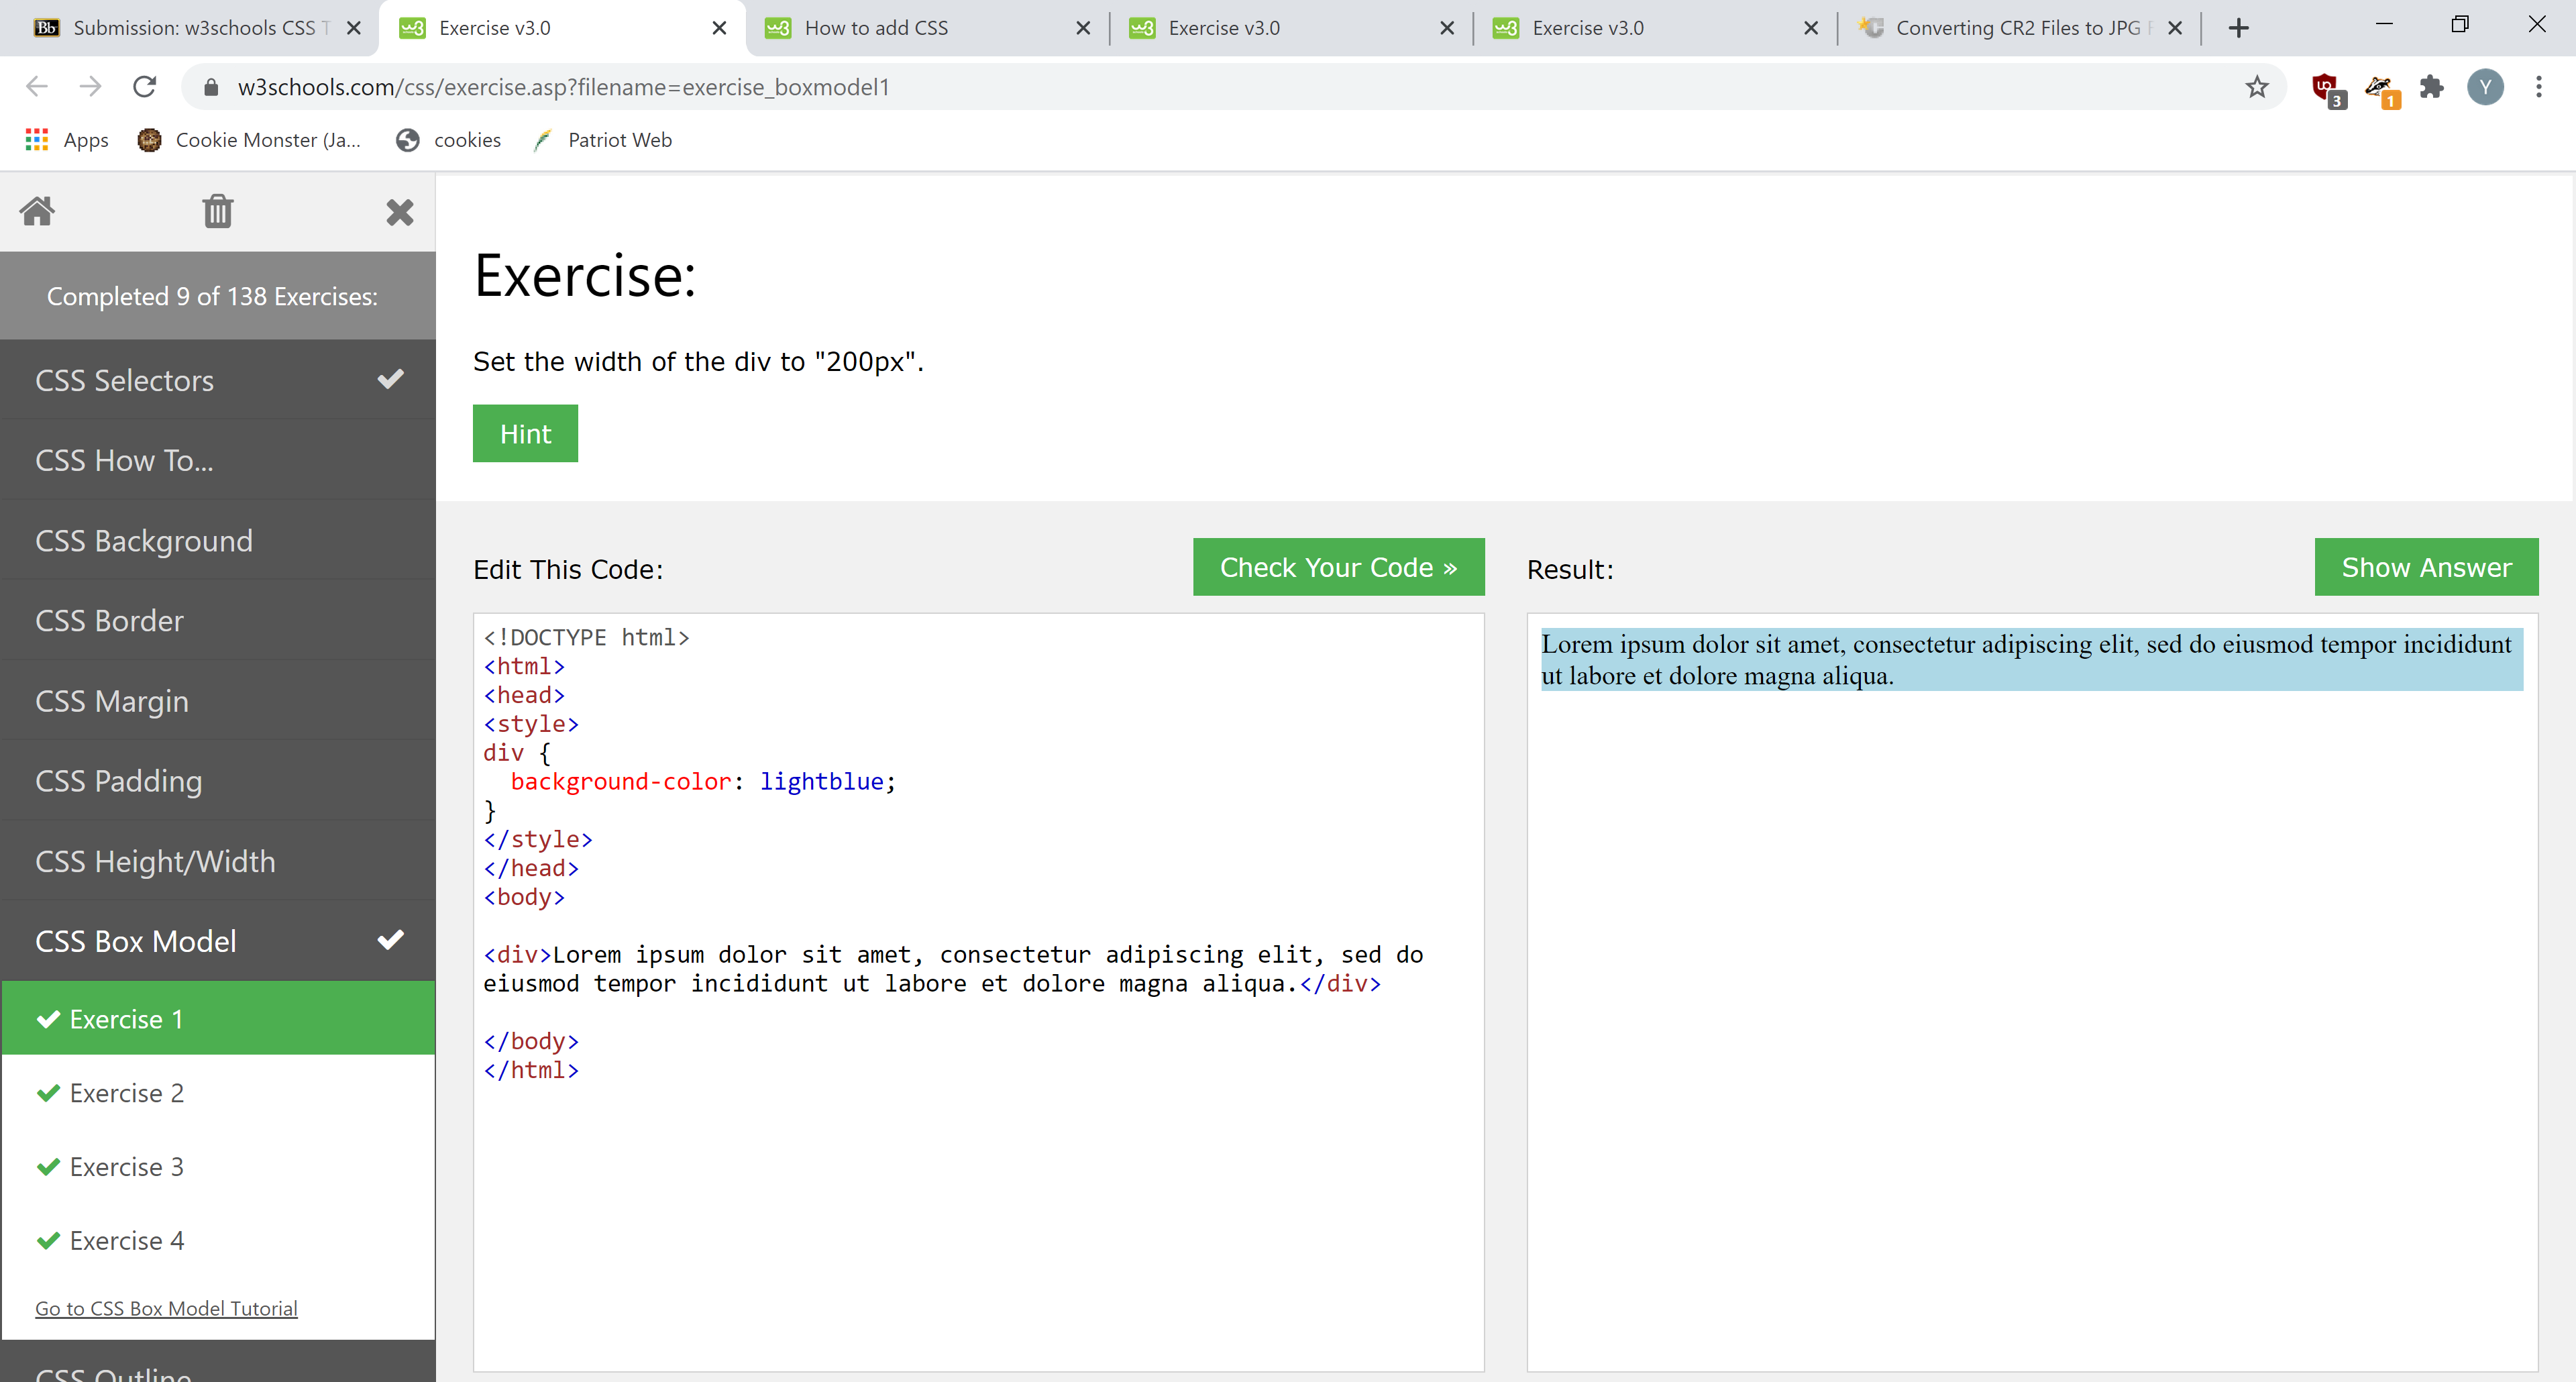 Submission: w3schools CSS T
Exercise v3.0
How to add CSS
Exercise v3.0
Exercise v3.0
Converting CR2 Files to JPG F
w3schools.com/css/exercise.asp?filename=exercise_boxmodel1
3
1
Y
Apps
Cookie Monster (Ja...
cookies
Patriot Web
Completed 9 of 138 Exercises:
CSS Selectors
CSS How To...
CSS Background
CSS Border
CSS Margin
CSS Padding
CSS Height/Width
CSS Box Model
Exercise 1
Exercise 2
Exercise 3
Exercise 4
Go to CSS Box Model Tutorial
CSS Outline
Exercise:
Set the width of the div to "200px".
Hint
Edit This Code:
Check Your Code »
<!DOCTYPE html>
<html>
<head>
<style>
div {
  background-color: lightblue;
}
</style>
</head>
<body>
<div>Lorem ipsum dolor sit amet, consectetur adipiscing elit, sed do
eiusmod tempor incididunt ut labore et dolore magna aliqua.</div>
</body>
</html>
Result:
Show Answer
Lorem ipsum dolor sit amet, consectetur adipiscing elit, sed do eiusmod tempor incididunt
ut labore et dolore magna aliqua.